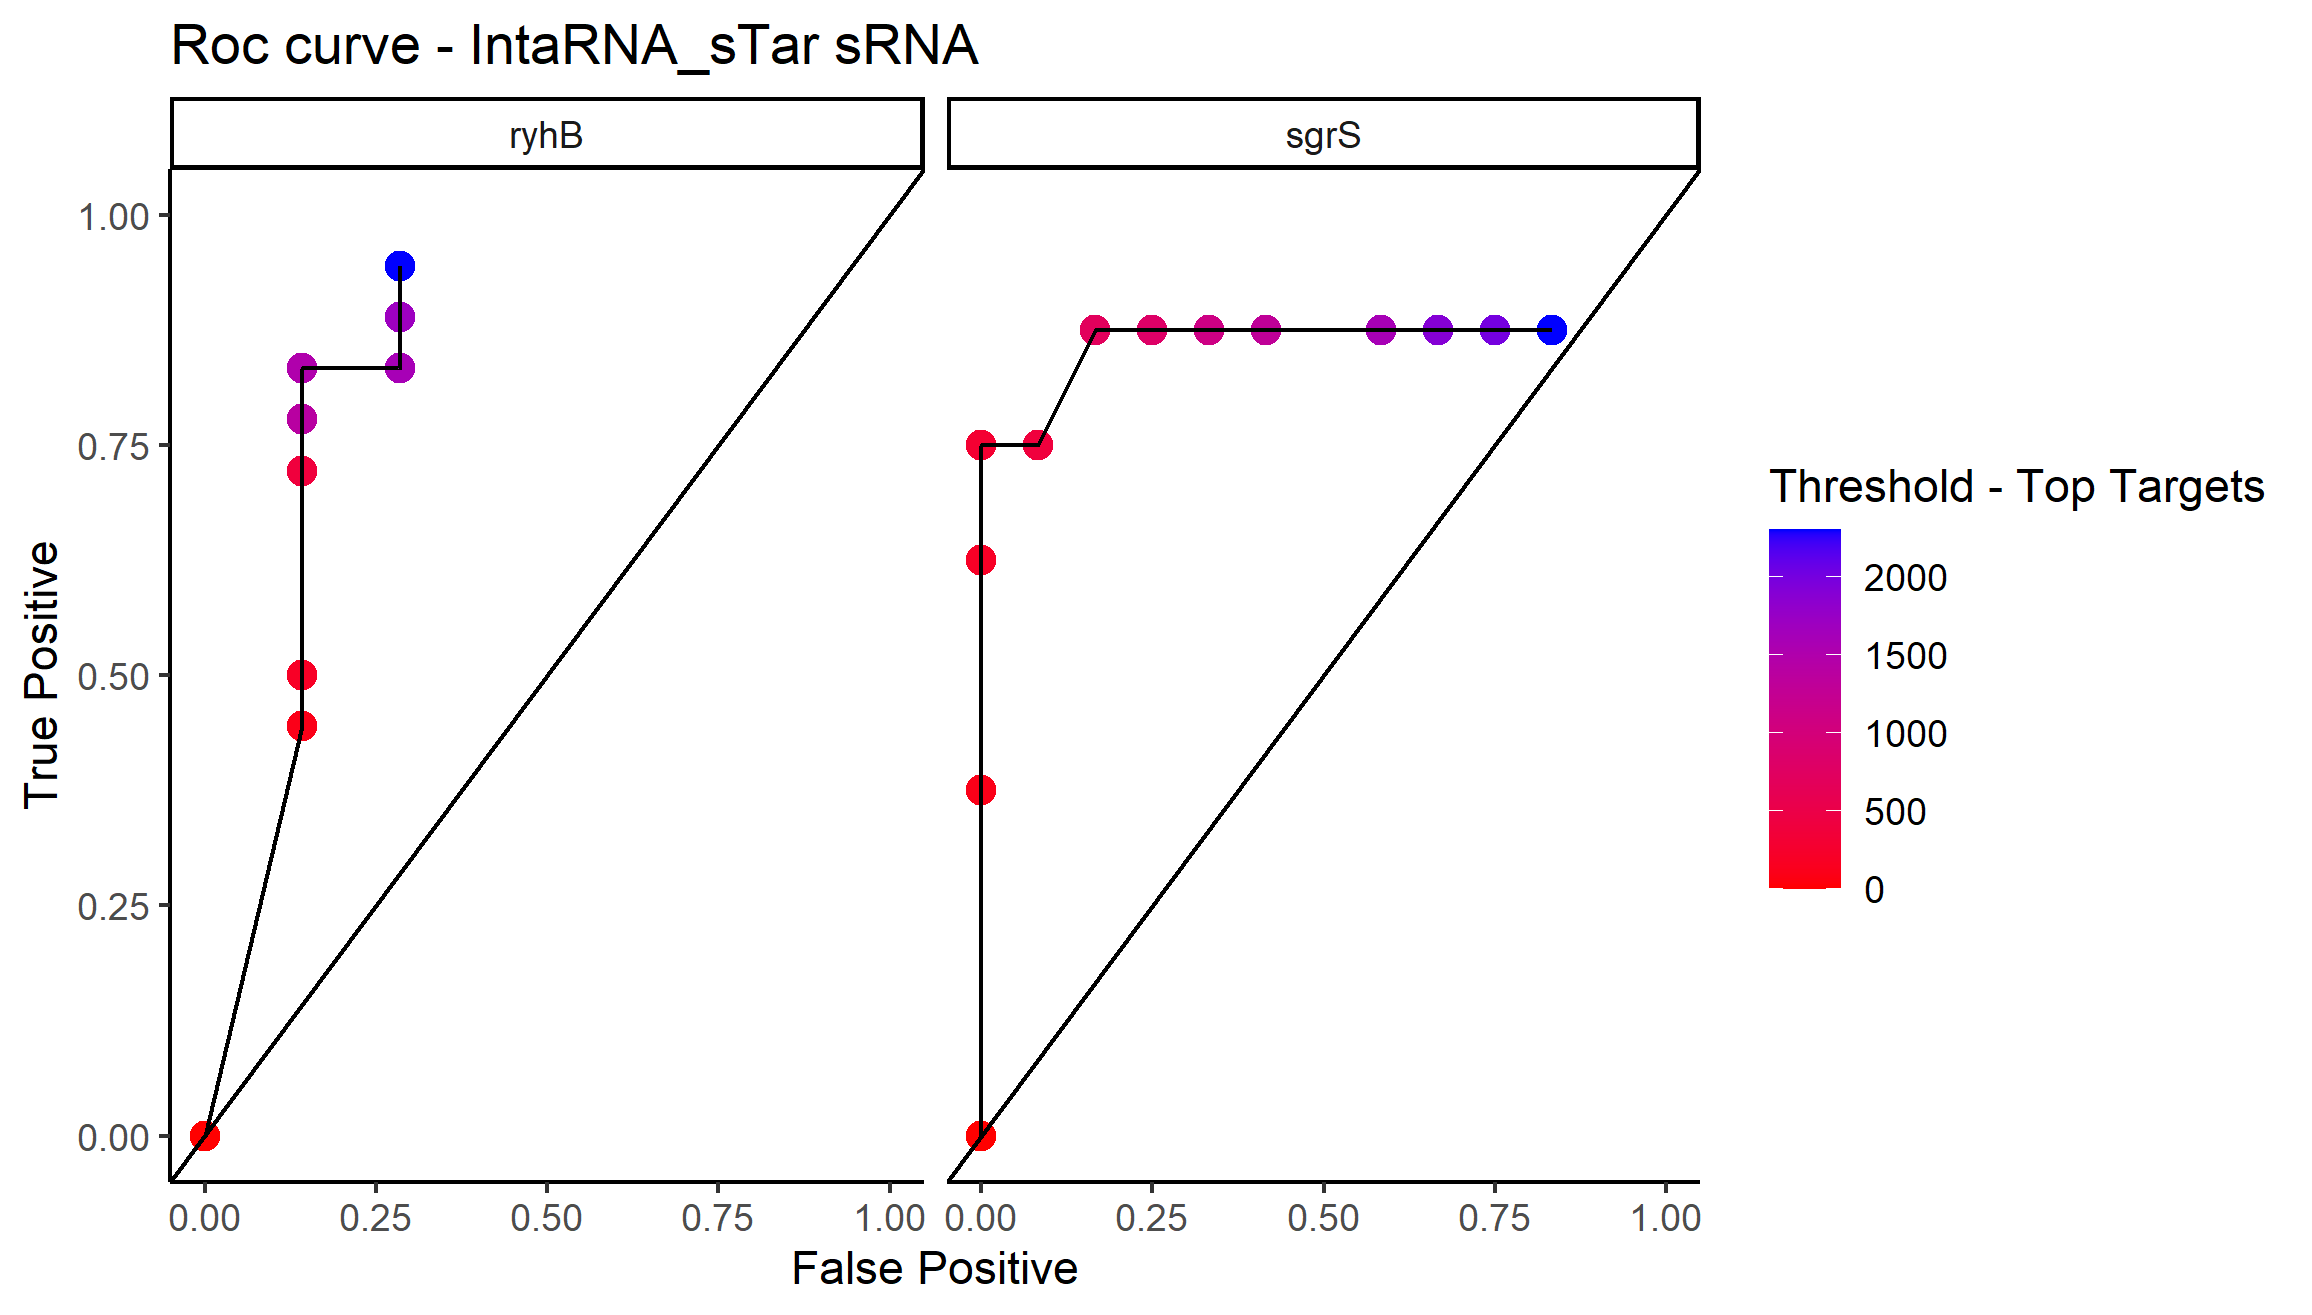 Roc curve - IntaRNA_sTar sRNA
ryhB
sgrS
1.00
0.75
0.50
0.25
0.00
True Positive
0.00 0.25 0.50 0.75 1.00
0.00 0.25 0.50 0.75 1.00
False Positive
Threshold - Top Targets
2000
1500
1000
500
0